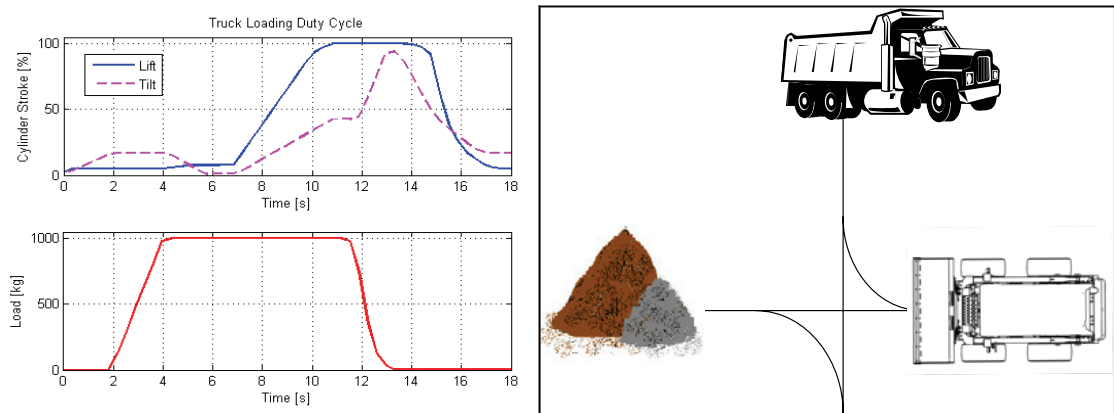 Truck Loading Duty Cycle
Cylinder Stroke [%]
100
50
0
Lift
Tilt
0 2 4 6 8 10 12 14 16 18
Time [s]
Load [kg]
1000
500
0
0 2 4 6 8 10 12 14 16 18
Time [s]